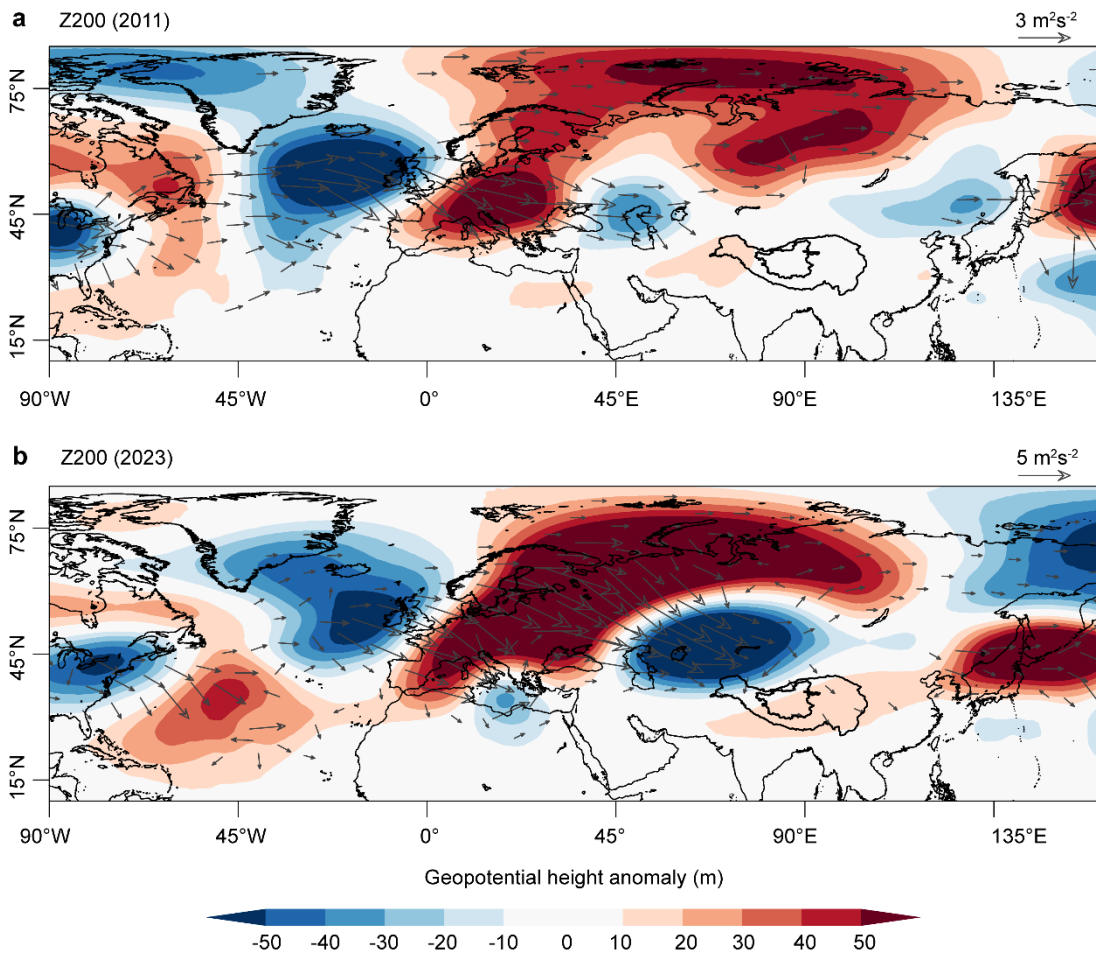 a Z200 (2011) 3 m²s⁻²
75°N
45°N
15°N
90°W 45°W 0° 45°E 90°E 135°E
b Z200 (2023) 5 m²s⁻²
75°N
45°N
15°N
90°W 45°W 0° 45° 90°E 135°E
Geopotential height anomaly (m)
-50 -40 -30 -20 -10 0 10 20 30 40 50